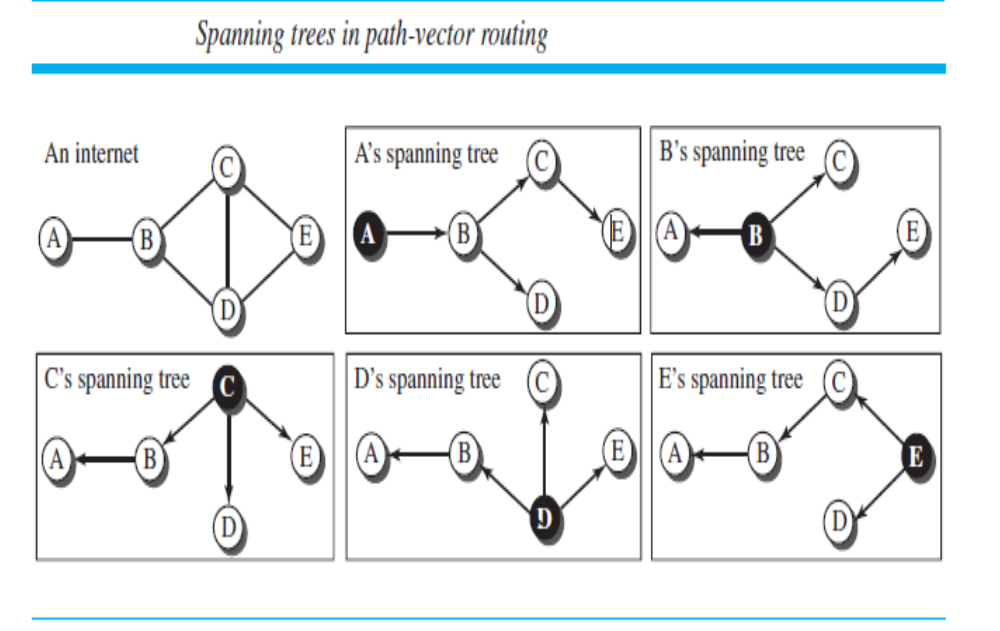 Spanning trees in path-vector routing
An internet
C
A
B
E
D
A's spanning tree
C
A
B
E
D
B's spanning tree
C
A
B
E
D
C's spanning tree
C
A
B
E
D
D's spanning tree
C
A
B
E
D
E's spanning tree
C
A
B
E
D